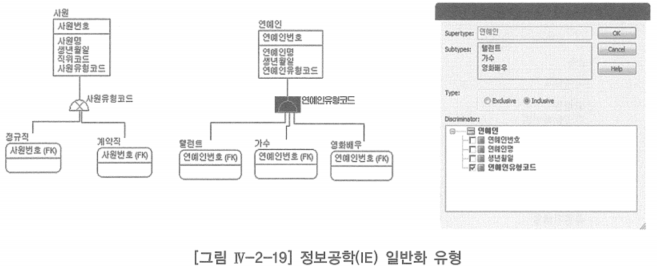 사원
사원번호
사원명
생년월일
직위코드
사원유형코드
사원유형코드
정규직
사원번호 (FK)
계약직
사원번호 (FK)
연예인
연예인번호
연예인명
생년월일
연예인유형코드
연예인유형코드
탤런트
연예인번호 (FK)
가수
연예인번호 (FK)
영화배우
연예인번호 (FK)
Supertype: 연예인
OK
Subtypes: 탤런트
가수
영화배우
Cancel
Help
Type:
Exclusive Inclusive
Discriminator:
연예인
연예인번호
연예인명
생년월일
연예인유형코드
[그림 Ⅳ-2-19] 정보공학(IE) 일반화 유형